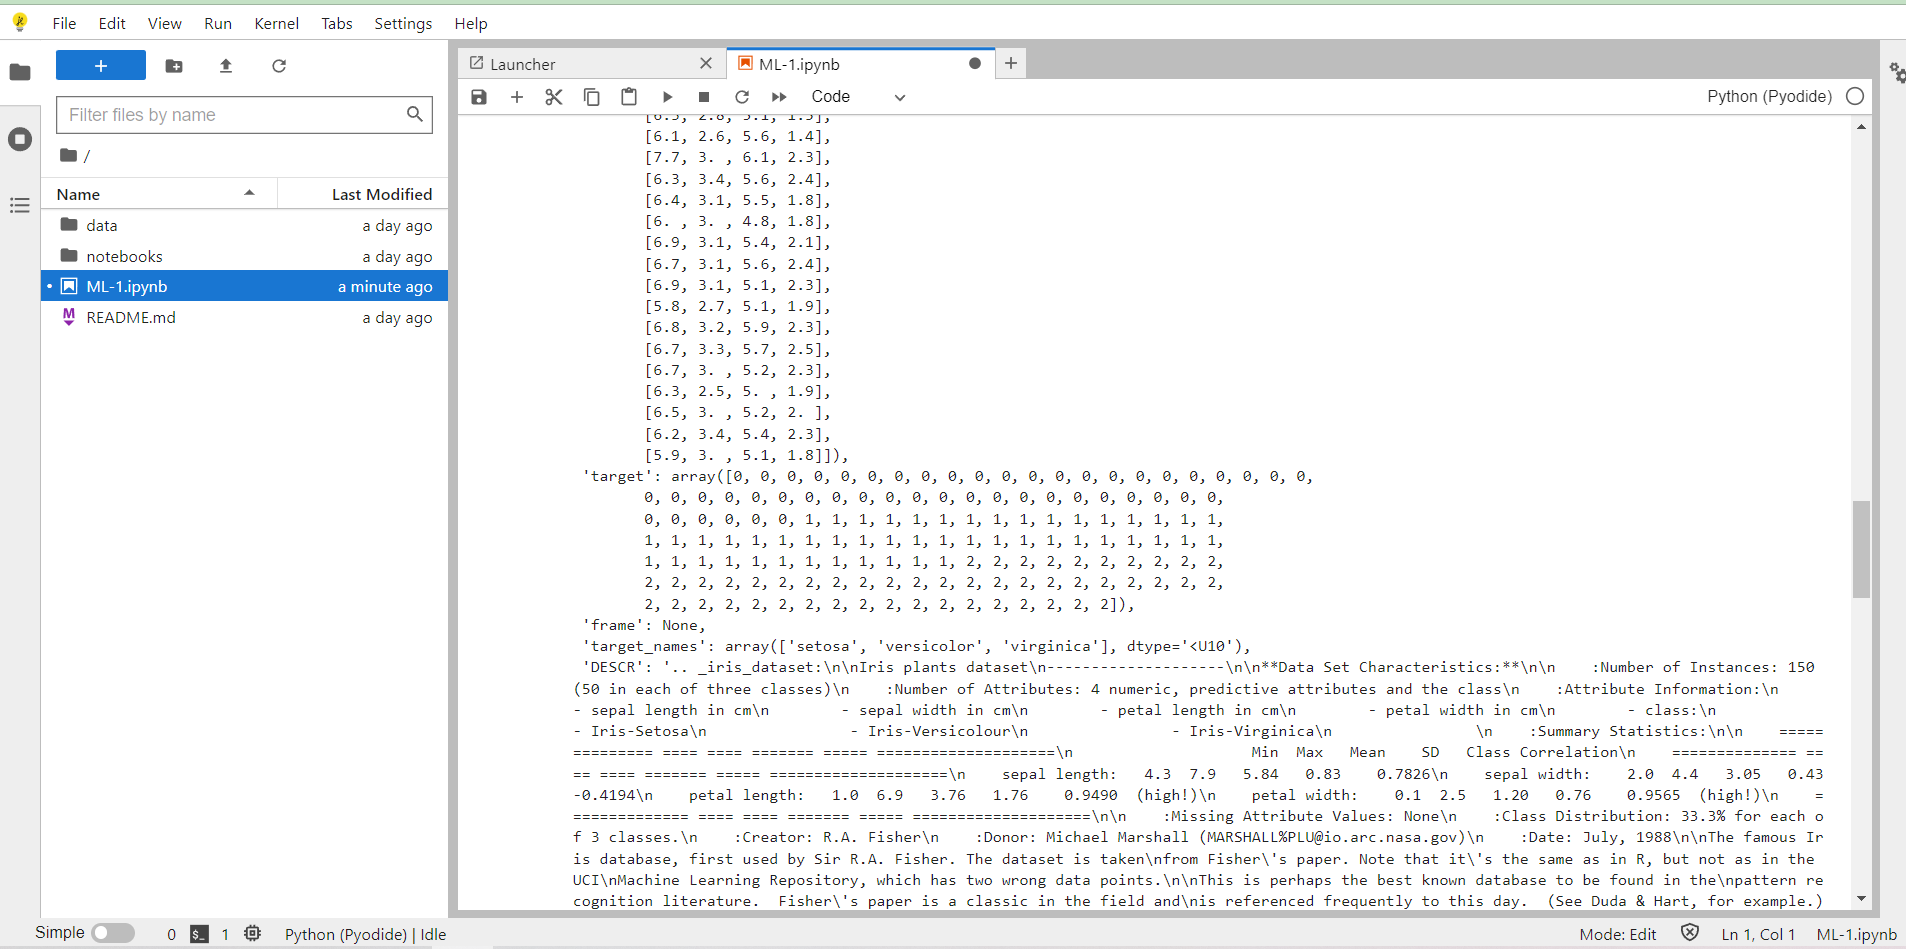 File Edit View Run Kernel Tabs Settings Help
Filter files by name
/
Name Last Modified
data a day ago
notebooks a day ago
ML-1.ipynb a minute ago
README.md a day ago
Launcher
ML-1.ipynb
Code
Python (Pyodide)
[6.3, 2.8, 5.1, 1.5],
[6.1, 2.6, 5.6, 1.4],
[7.7, 3. , 6.1, 2.3],
[6.3, 3.4, 5.6, 2.4],
[6.4, 3.1, 5.5, 1.8],
[6. , 3. , 4.8, 1.8],
[6.9, 3.1, 5.4, 2.1],
[6.7, 3.1, 5.6, 2.4],
[6.9, 3.1, 5.1, 2.3],
[5.8, 2.7, 5.1, 1.9],
[6.8, 3.2, 5.9, 2.3],
[6.7, 3.3, 5.7, 2.5],
[6.7, 3. , 5.2, 2.3],
[6.3, 2.5, 5. , 1.9],
[6.5, 3. , 5.2, 2. ],
[6.2, 3.4, 5.4, 2.3],
[5.9, 3. , 5.1, 1.8]]),
'target': array([0, 0, 0, 0, 0, 0, 0, 0, 0, 0, 0, 0, 0, 0, 0, 0, 0, 0, 0, 0, 0, 0,
0, 0, 0, 0, 0, 0, 0, 0, 0, 0, 0, 0, 0, 0, 0, 0, 0, 0, 0, 0, 0, 0,
0, 0, 0, 0, 0, 0, 1, 1, 1, 1, 1, 1, 1, 1, 1, 1, 1, 1, 1, 1, 1, 1,
1, 1, 1, 1, 1, 1, 1, 1, 1, 1, 1, 1, 1, 1, 1, 1, 1, 1, 1, 1, 1, 1,
1, 1, 1, 1, 1, 1, 1, 1, 1, 1, 1, 1, 2, 2, 2, 2, 2, 2, 2, 2, 2, 2,
2, 2, 2, 2, 2, 2, 2, 2, 2, 2, 2, 2, 2, 2, 2, 2, 2, 2, 2, 2, 2, 2,
2, 2, 2, 2, 2, 2, 2, 2, 2, 2, 2, 2, 2, 2, 2, 2, 2, 2]),
'frame': None,
'target_names': array(['setosa', 'versicolor', 'virginica'], dtype='<U10'),
'DESCR': '.. _iris_dataset:\n\nIris plants dataset\n--------------------\n\n**Data Set Characteristics:**\n\n    :Number of Instances: 150
(50 in each of three classes)\n    :Number of Attributes: 4 numeric, predictive attributes and the class\n    :Attribute Information:\n
- sepal length in cm\n        - sepal width in cm\n        - petal length in cm\n        - petal width in cm\n        - class:\n
- Iris-Setosa\n                - Iris-Versicolour\n                - Iris-Virginica\n                \n    :Summary Statistics:\n\n    =====
========= ==== ==== ======= ===== ====================\n                    Min  Max   Mean    SD   Class Correlation\n    ============== ==
== ==== ======= ===== ====================\n    sepal length:   4.3  7.9   5.84   0.83    0.7826\n    sepal width:    2.0  4.4   3.05   0.43
-0.4194\n    petal length:   1.0  6.9   3.76   1.76    0.9490  (high!)\n    petal width:    0.1  2.5   1.20   0.76    0.9565  (high!)\n    =
============= ==== ==== ======= ===== ====================\n\n    :Missing Attribute Values: None\n    :Class Distribution: 33.3% for each o
f 3 classes.\n    :Creator: R.A. Fisher\n    :Donor: Michael Marshall (MARSHALL%PLU@io.arc.nasa.gov)\n    :Date: July, 1988\n\nThe famous Ir
is database, first used by Sir R.A. Fisher. The dataset is taken\nfrom Fisher\'s paper. Note that it\'s the same as in R, but not as in the
UCI\nMachine Learning Repository, which has two wrong data points.\n\nThis is perhaps the best known database to be found in the\npattern re
cognition literature.  Fisher\'s paper is a classic in the field and\nis referenced frequently to this day.  (See Duda & Hart, for example.)
Simple 0 $_ 1 Python (Pyodide) | Idle
Mode: Edit Ln 1, Col 1 ML-1.ipynb